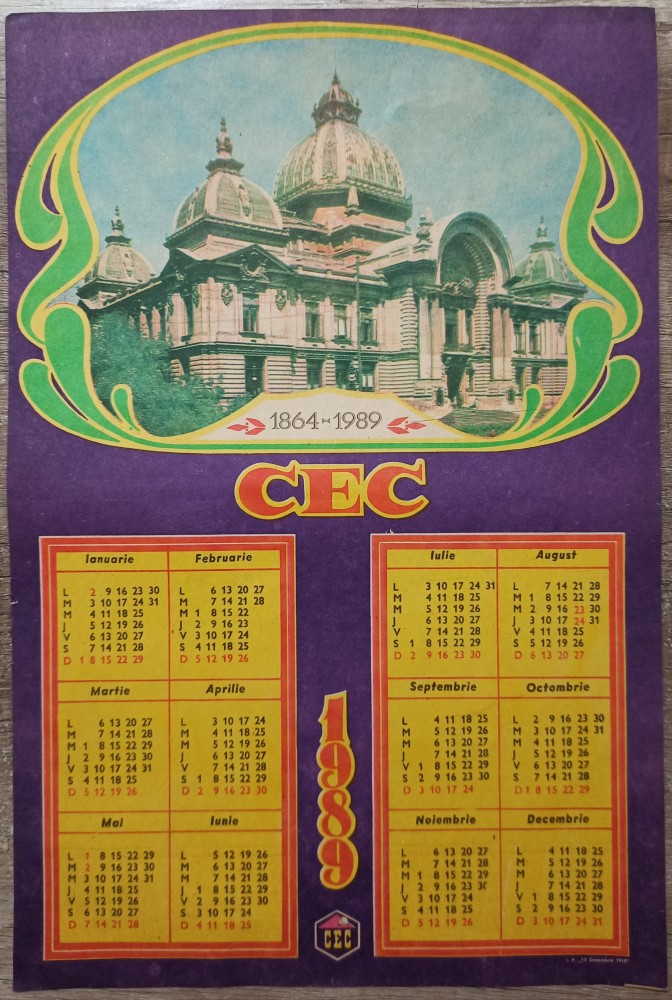 1864-1989
CEC
Ianuarie
L 2 9 16 23 30
M 3 10 17 24 31
M 4 11 18 25
J 5 12 19 26
V 6 13 20 27
S 7 14 21 28
D 1 8 15 22 29
Februarie
L 6 13 20 27
M 7 14 21 28
M 1 8 15 22
J 2 9 16 23
V 3 10 17 24
S 4 11 18 25
D 5 12 19 26
Martie
L 6 13 20 27
M 7 14 21 28
M 1 8 15 22 29
J 2 9 16 23 30
V 3 10 17 24 31
S 4 11 18 25
D 5 12 19 26
Aprilie
L 3 10 17 24
M 4 11 18 25
M 5 12 19 26
J 6 13 20 27
V 7 14 21 28
S 1 8 15 22 29
D 2 9 16 23 30
Mai
L 1 8 15 22 29
M 2 9 16 23 30
M 3 10 17 24 31
J 4 11 18 25
V 5 12 19 26
S 6 13 20 27
D 7 14 21 28
Iunie
L 5 12 19 26
M 6 13 20 27
M 7 14 21 28
J 1 8 15 22 29
V 2 9 16 23 30
S 3 10 17 24
D 4 11 18 25
1989
CEC
Iulie
L 3 10 17 24 31
M 4 11 18 25
M 5 12 19 26
J 6 13 20 27
V 7 14 21 28
S 1 8 15 22 29
D 2 9 16 23 30
August
L 7 14 21 28
M 1 8 15 22 29
M 2 9 16 23 30
J 3 10 17 24 31
V 4 11 18 25
S 5 12 19 26
D 6 13 20 27
Septembrie
L 4 11 18 25
M 5 12 19 26
M 6 13 20 27
J 7 14 21 28
V 1 8 15 22 29
S 2 9 16 23 30
D 3 10 17 24
Octombrie
L 2 9 16 23 30
M 3 10 17 24 31
M 4 11 18 25
J 5 12 19 26
V 6 13 20 27
S 7 14 21 28
D 1 8 15 22 29
Noiembrie
L 6 13 20 27
M 7 14 21 28
M 1 8 15 22 29
J 2 9 16 23 30
V 3 10 17 24
S 4 11 18 25
D 5 12 19 26
Decembrie
L 4 11 18 25
M 5 12 19 26
M 6 13 20 27
J 7 14 21 28
V 1 8 15 22 29
S 2 9 16 23 30
D 3 10 17 24 31
I. P. „13 Decembrie 1918"